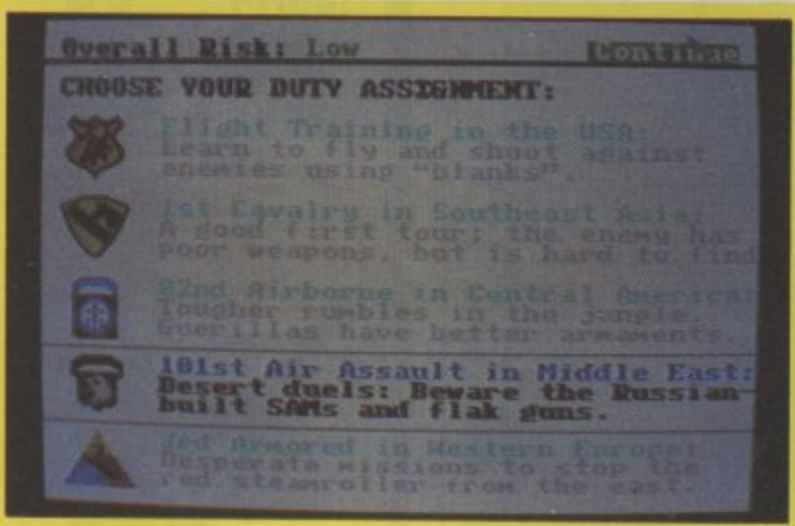 Overall Risk: Low
Continue
CHOOSE YOUR DUTY ASSIGNMENT:
Flight Training in the USA:
Learn to fly and shoot against
enemies using "blanks".
1st Cavalry in Southeast Asia:
A good first tour; the enemy has
poor weapons, but is hard to find
82nd Airborne in Central America:
Tougher rumbles in the jungle.
Guerillas have better armaments.
101st Air Assault in Middle East:
Desert duels: Beware the Russian-
built SAMs and flak guns.
3rd Armored in Western Europe:
Desperate missions to stop the
red steamroller from the east.